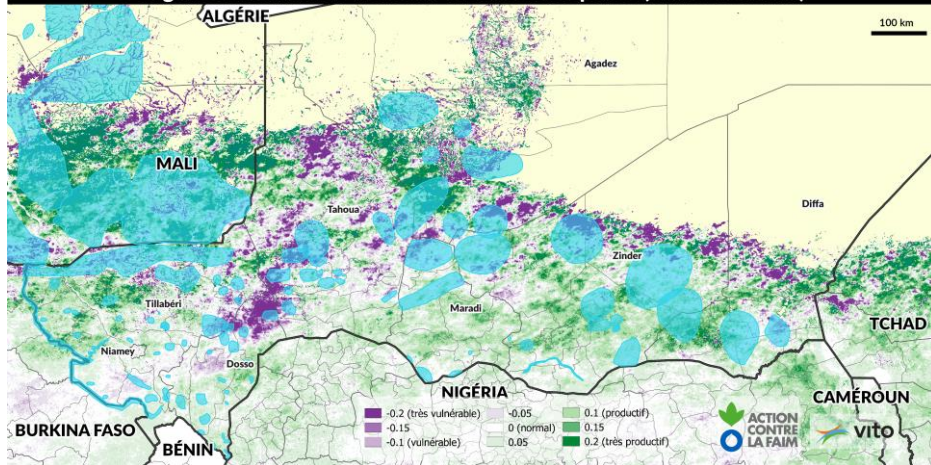 ALGÉRIE
100 km
Agadez
MALI
Tahoua
Diffa
Zinder
Tillabéri
Maradi
TCHAD
Niamey
Dosso
NIGÉRIA
CAMÉROUN
BURKINA FASO
BÉNIN
-0.2 (très vulnérable)
-0.15
-0.1 (vulnérable)
-0.05
0 (normal)
0.05
0.1 (productif)
0.15
0.2 (très productif)
ACTION
CONTRE
LA FAIM
vito